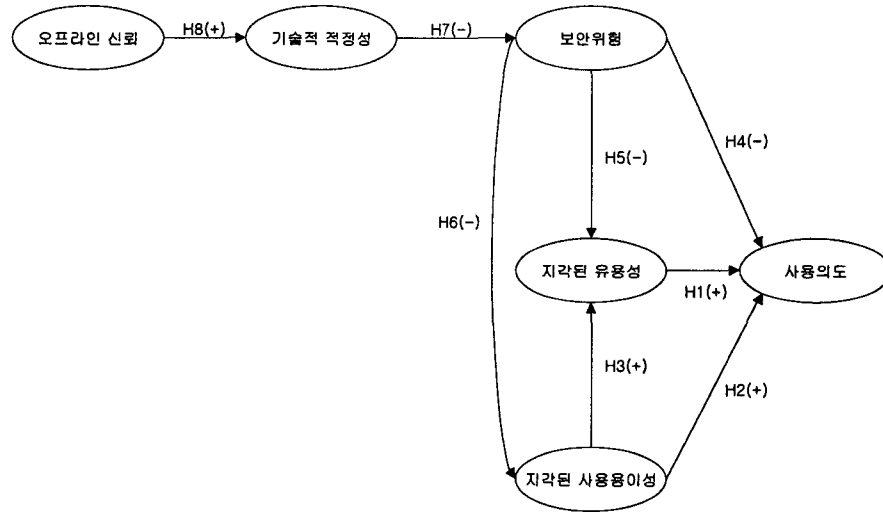 오프라인 신뢰
H8(+)
기술적 적정성
H7(-)
보안위험
H5(-)
H4(-)
H6(-)
지각된 유용성
H1(+)
사용의도
H3(+)
H2(+)
지각된 사용용이성